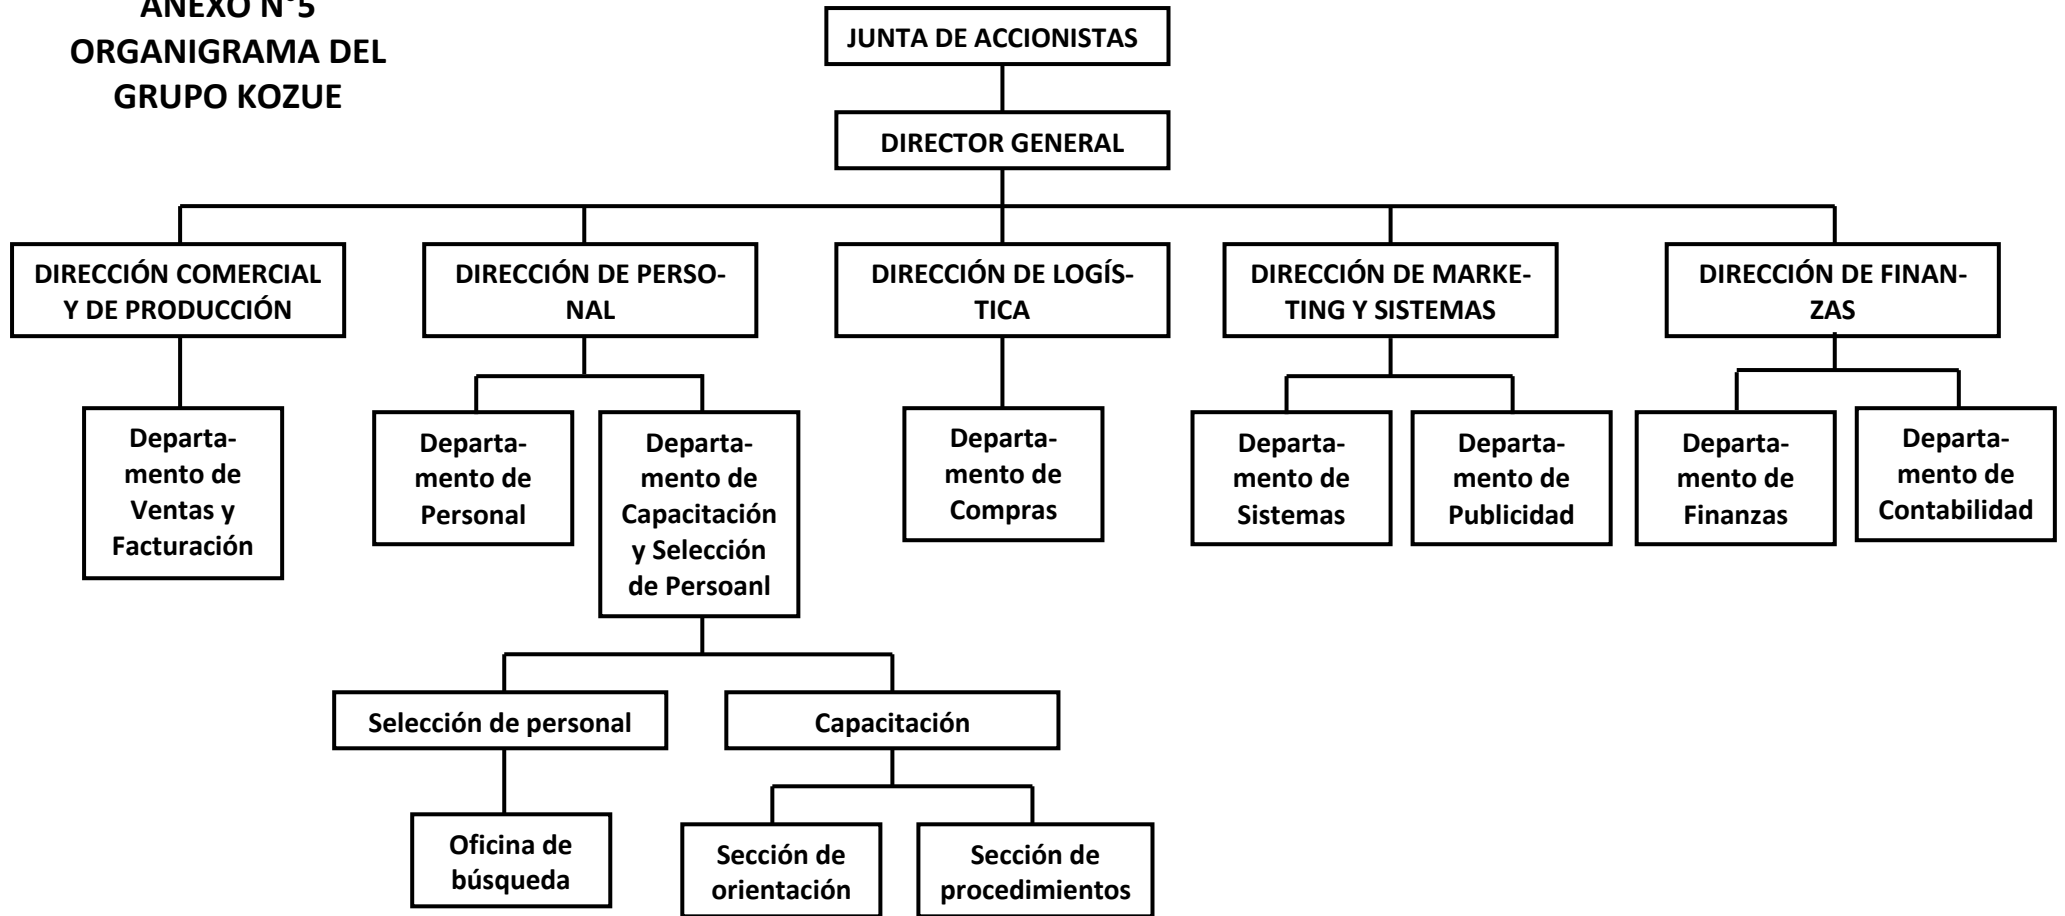 ANEXO N°5
ORGANIGRAMA DEL
GRUPO KOZUE
JUNTA DE ACCIONISTAS
DIRECTOR GENERAL
DIRECCIÓN COMERCIAL
Y DE PRODUCCIÓN
DIRECCIÓN DE PERSO-
NAL
DIRECCIÓN DE LOGÍS-
TICA
DIRECCIÓN DE MARKE-
TING Y SISTEMAS
DIRECCIÓN DE FINAN-
ZAS
Departa-
mento de
Ventas y
Facturación
Departa-
mento de
Personal
Departa-
mento de
Capacitación
y Selección
de Persoanl
Departa-
mento de
Compras
Departa-
mento de
Sistemas
Departa-
mento de
Publicidad
Departa-
mento de
Finanzas
Departa-
mento de
Contabilidad
Selección de personal
Capacitación
Oficina de
búsqueda
Sección de
orientación
Sección de
procedimientos